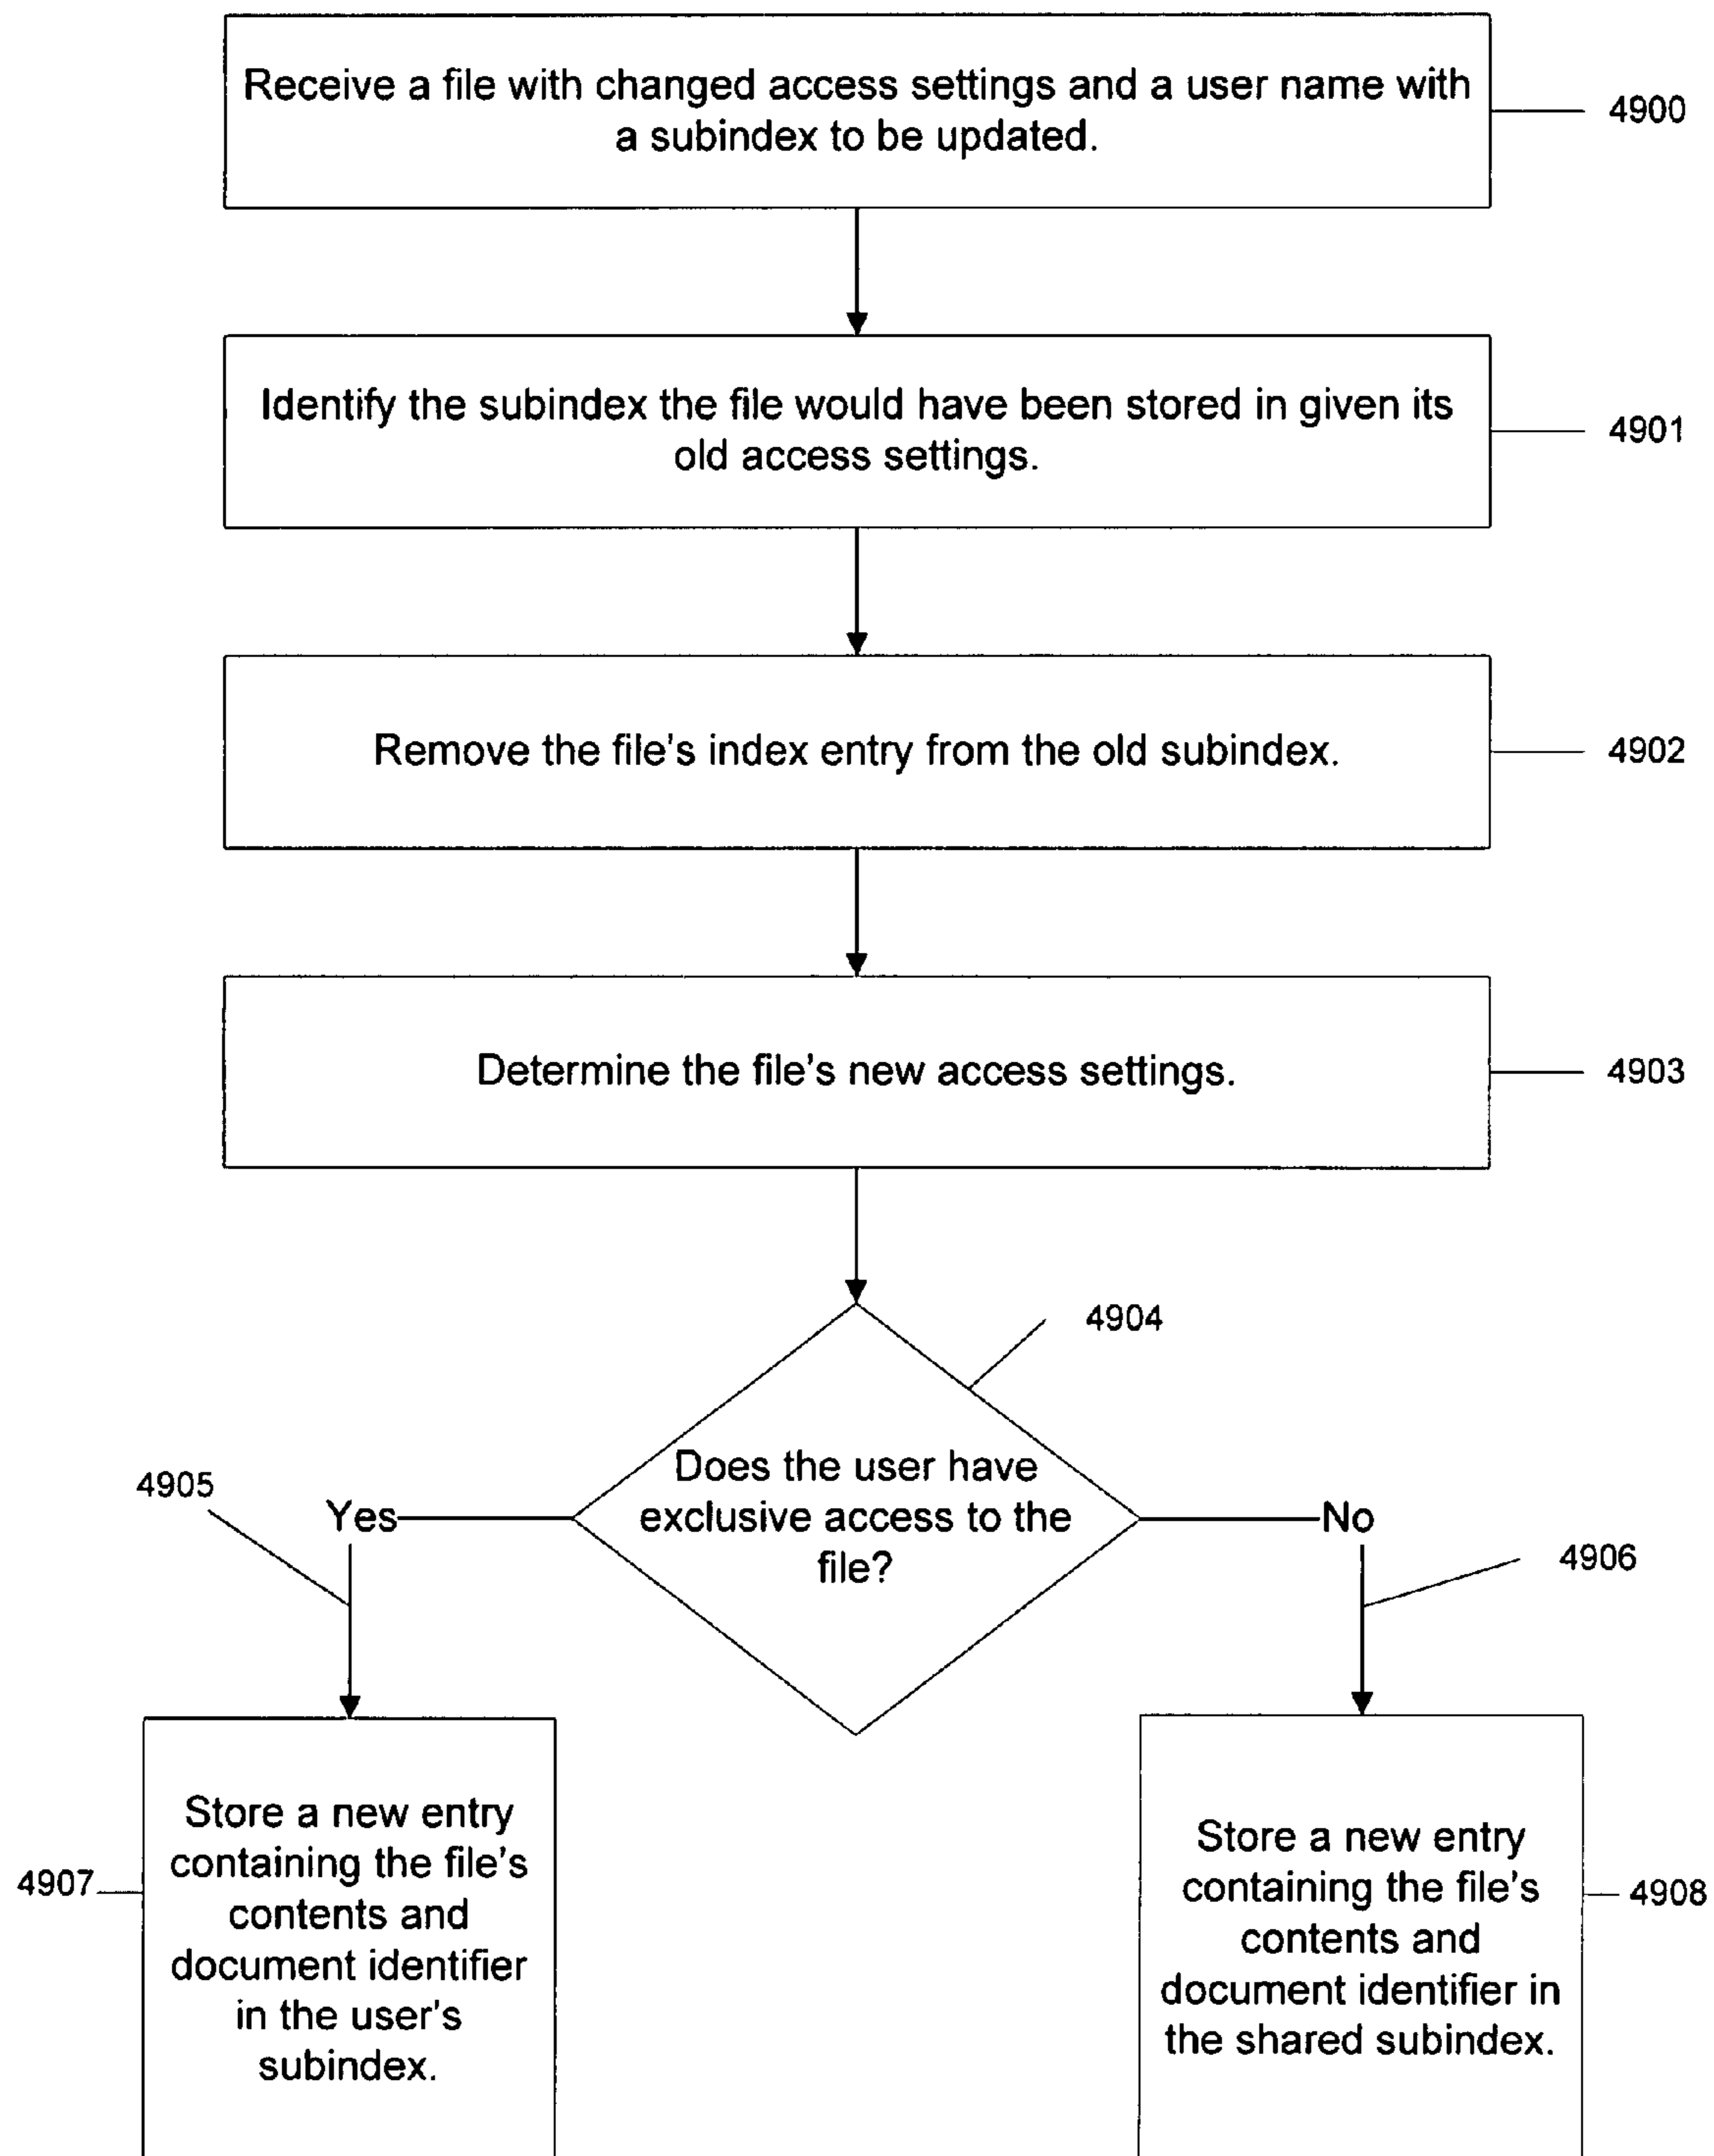 Receive a file with changed access settings and a user name with
a subindex to be updated.
4900
Identify the subindex the file would have been stored in given its
old access settings.
4901
Remove the file's index entry from the old subindex.
4902
Determine the file's new access settings.
4903
4904
Does the user have
exclusive access to the
file?
4905
Yes
No
4906
Store a new entry
containing the file's
contents and
document identifier
in the user's
subindex.
4907
Store a new entry
containing the file's
contents and
document identifier in
the shared subindex.
4908